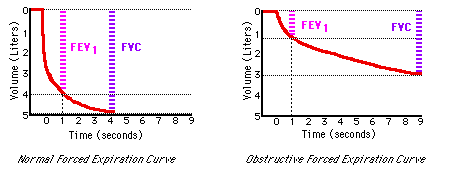 0
1
2
3
4
5
Volume (Liters)
FEV1
FVC
0 1 2 3 4 5 6 7 8 9
Time (seconds)
Normal Forced Expiration Curve
0
1
2
3
4
5
Volume (Liters)
FEV1
FVC
0 1 2 3 4 5 6 7 8 9
Time (seconds)
Obstructive Forced Expiration Curve